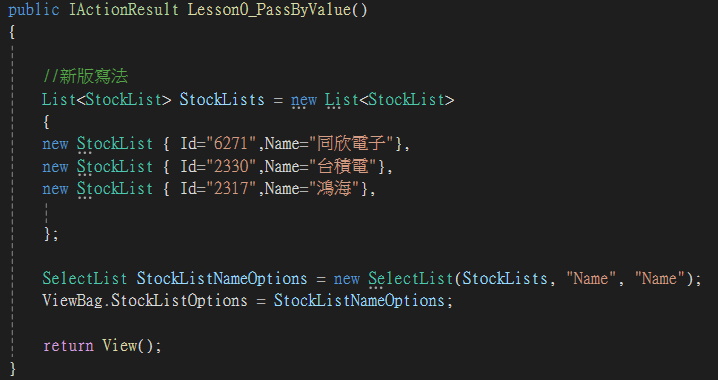 public IActionResult Lesson0_PassByValue()
{
//新版寫法
List<StockList> StockLists = new List<StockList>
{
new StockList { Id="6271",Name="同欣電子"},
new StockList { Id="2330",Name="台積電"},
new StockList { Id="2317",Name="鴻海"},
};
SelectList StockListNameOptions = new SelectList(StockLists, "Name", "Name");
ViewBag.StockListOptions = StockListNameOptions;
return View();
}